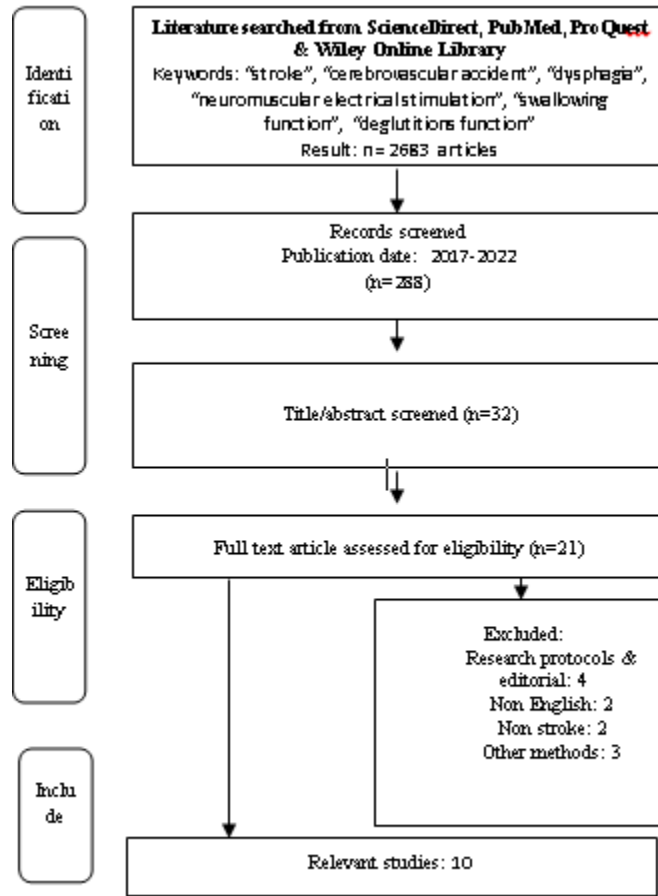 Identi
ficati
on
Literature searched from ScienceDirect, PubMed, Pro Quest
& Wiley Online Library
Keywords: “stroke”, “cerebrovascular accident”, “dysphagia”,
“neuromuscular electrical stimulation”, “swallowing
function”, “deglutitions function”
Result: n= 2683 articles
Scree
ning
Records screened
Publication date: 2017-2022
(n=288)
Title/abstract screened (n=32)
Eligib
ility
Full text article assessed for eligibility (n=21)
Excluded:
Research protocols &
editorial: 4
Non English: 2
Non stroke: 2
Other methods: 3
Inclu
de
Relevant studies: 10